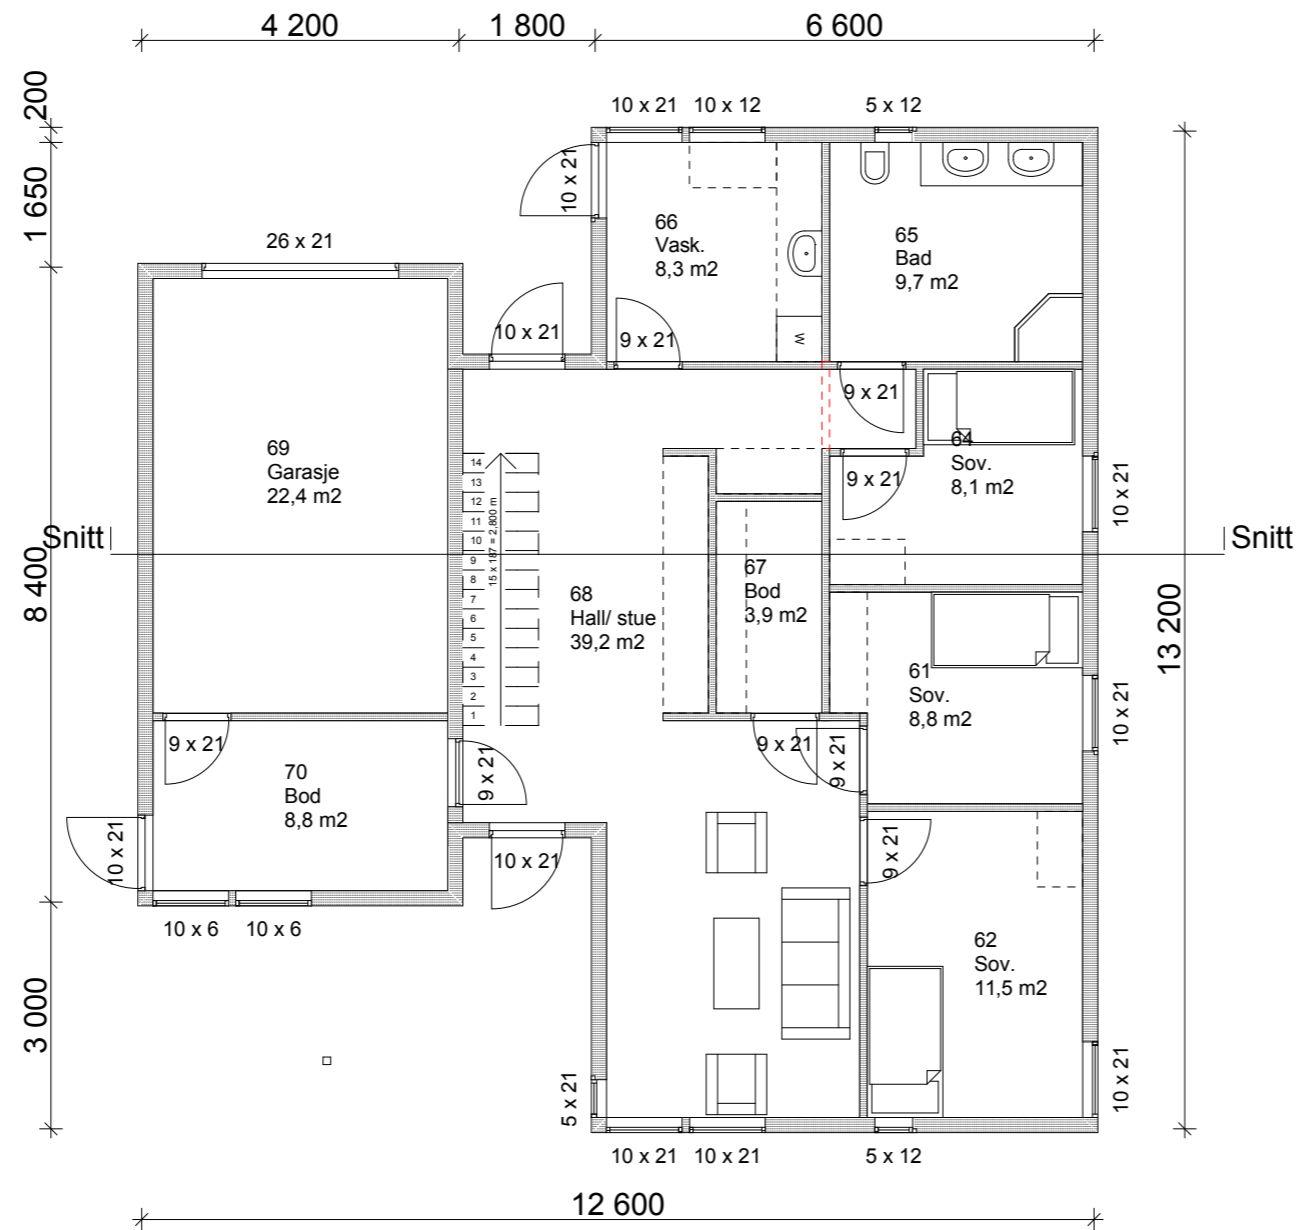 4 200
1 800
6 600
200
1 650
8 400
3 000
10 x 21
10 x 12
5 x 12
10 x 21
26 x 21
66
Vask.
8,3 m2
65
Bad
9,7 m2
10 x 21
9 x 21
W
9 x 21
69
Garasje
22,4 m2
64
Sov.
8,1 m2
9 x 21
10 x 21
14
13
12
11
10
9
8
7
6
5
4
3
2
1
15 x 187 = 2,800 m
Snitt
Snitt
68
Hall/ stue
39,2 m2
67
Bod
3,9 m2
13 200
61
Sov.
8,8 m2
10 x 21
9 x 21
9 x 21
9 x 21
9 x 21
70
Bod
8,8 m2
10 x 21
10 x 21
9 x 21
10 x 6
10 x 6
62
Sov.
11,5 m2
5 x 21
10 x 21
10 x 21
10 x 21
5 x 12
12 600